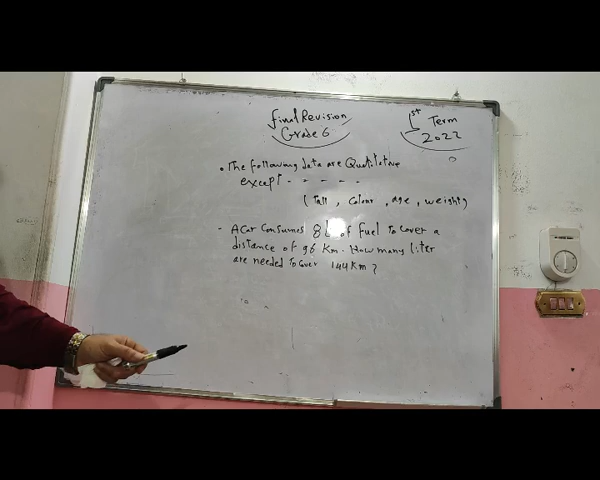 Final Revision
Grade 6
1st Term
2022
• The following data are Quatitative
except - - - - -
( Tall , Colour , age , weight )
- A Car Consumes 8 L of fuel To Cover a
distance of 96 Km . How many liter
are needed To Cover 144 Km ?